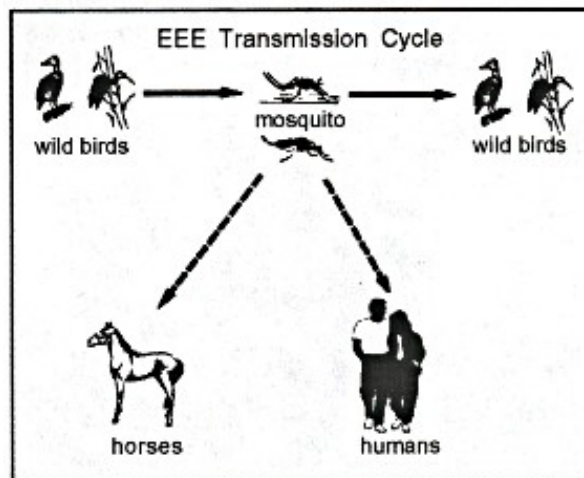 EEE Transmission Cycle
wild birds
mosquito
wild birds
horses
humans